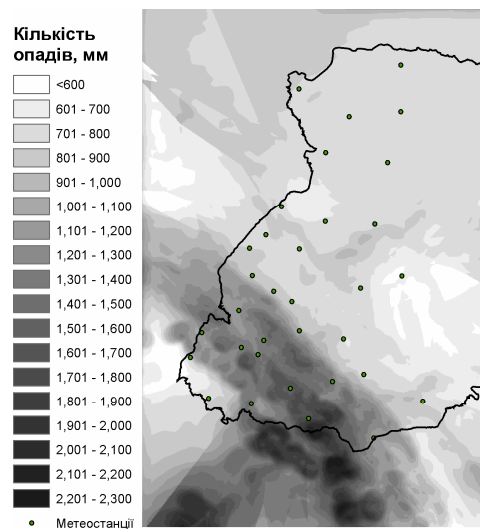 Кількість
опадів, мм
<600
601 - 700
701 - 800
801 - 900
901 - 1,000
1,001 - 1,100
1,101 - 1,200
1,201 - 1,300
1,301 - 1,400
1,401 - 1,500
1,501 - 1,600
1,601 - 1,700
1,701 - 1,800
1,801 - 1,900
1,901 - 2,000
2,001 - 2,100
2,101 - 2,200
2,201 - 2,300
Метеостанції